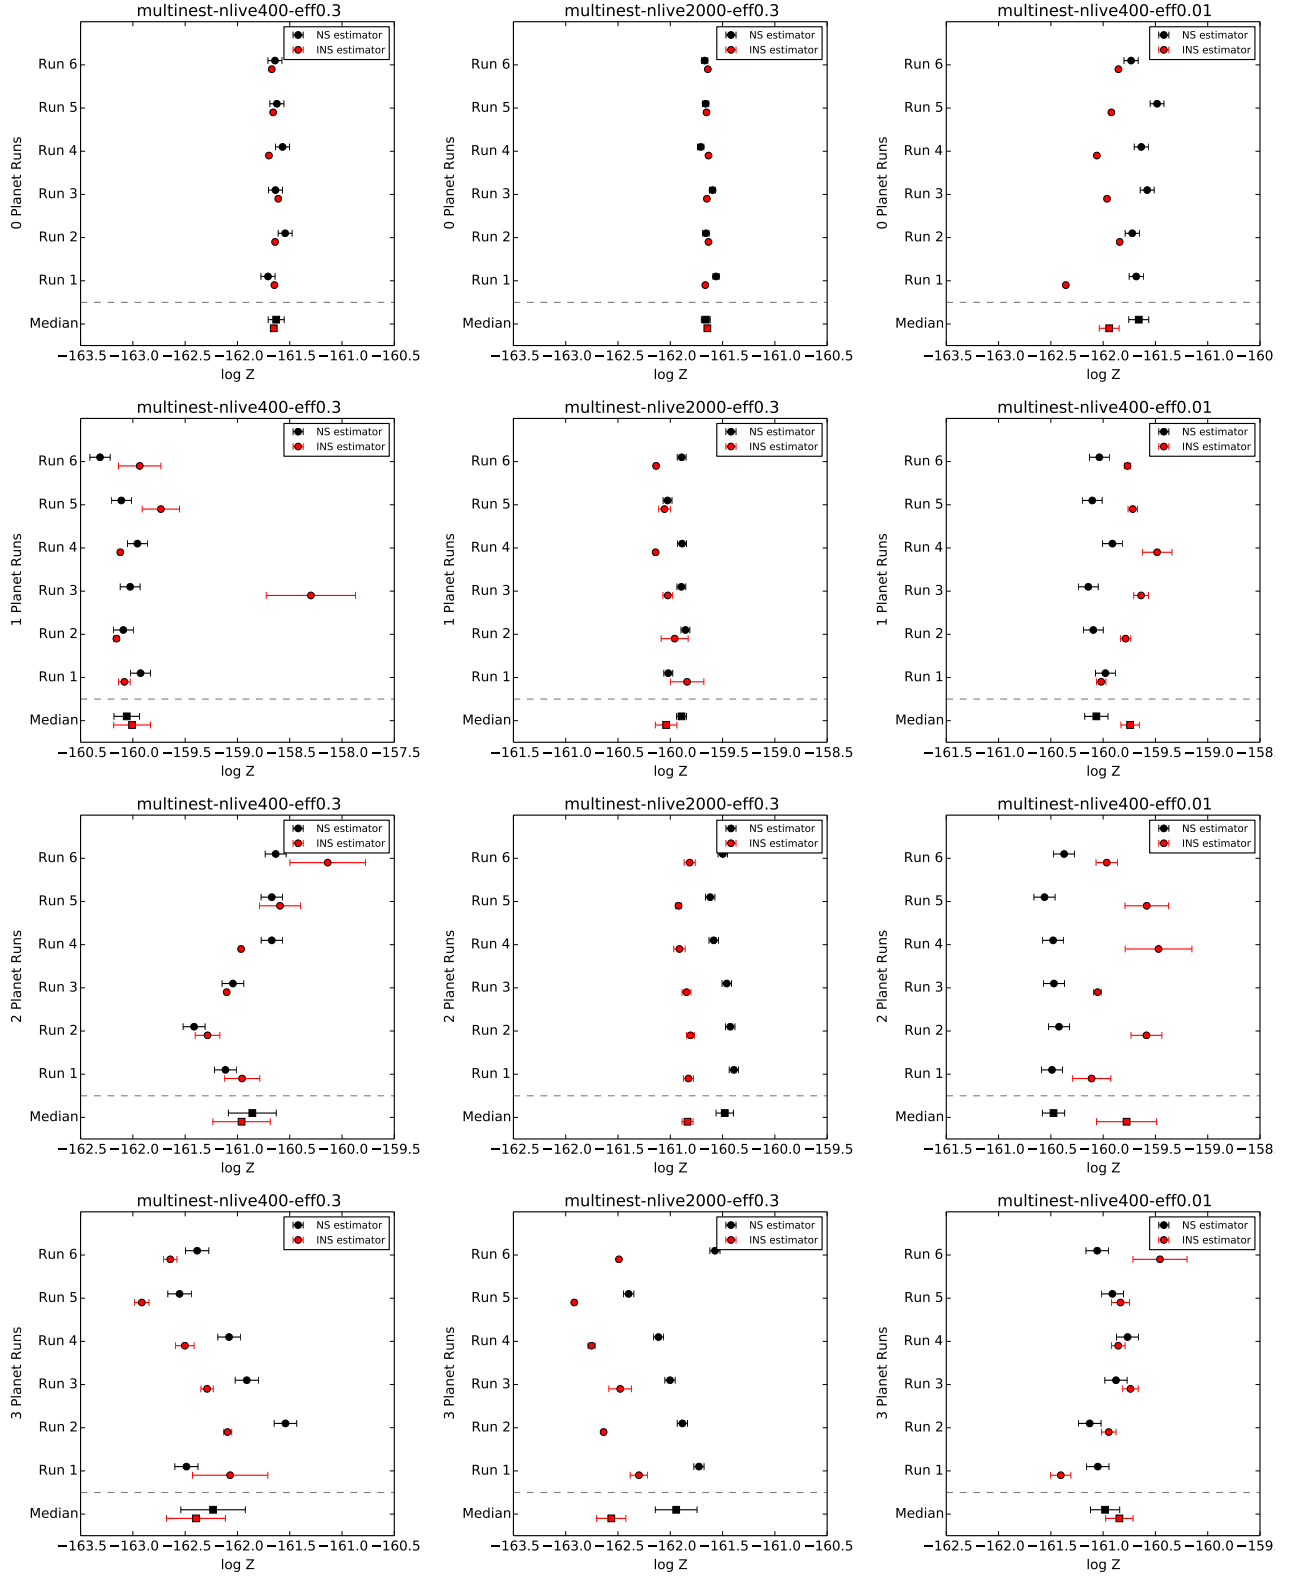 multinest-nlive400-eff0.3 multinest-nlive2000-eff0.3 multinest-nlive400-eff0.01
NS estimator NS estimator NS estimator
INS estimator INS estimator INS estimator
Run 6 Run 6 Run 6
Run 5 Run 5 Run 5
Run 4 Run 4 Run 4
Run 3 Run 3 Run 3
Run 2 Run 2 Run 2
Run 1 Run 1 Run 1
Median Median Median
0 Planet Runs 0 Planet Runs 0 Planet Runs
−163.5 −163.0 −162.5 −162.0 −161.5 −161.0 −160.5 −163.5 −163.0 −162.5 −162.0 −161.5 −161.0 −160.5 −163.5 −163.0 −162.5 −162.0 −161.5 −161.0 −160.
log Z log Z log Z
multinest-nlive400-eff0.3 multinest-nlive2000-eff0.3 multinest-nlive400-eff0.01
NS estimator NS estimator NS estimator
INS estimator INS estimator INS estimator
Run 6 Run 6 Run 6
Run 5 Run 5 Run 5
Run 4 Run 4 Run 4
Run 3 Run 3 Run 3
Run 2 Run 2 Run 2
Run 1 Run 1 Run 1
Median Median Median
1 Planet Runs 1 Planet Runs 1 Planet Runs
−160.5 −160.0 −159.5 −159.0 −158.5 −158.0 −157.5 −161.5 −161.0 −160.5 −160.0 −159.5 −159.0 −158.5 −161.5 −161.0 −160.5 −160.0 −159.5 −159.0 −158.
log Z log Z log Z
multinest-nlive400-eff0.3 multinest-nlive2000-eff0.3 multinest-nlive400-eff0.01
NS estimator NS estimator NS estimator
INS estimator INS estimator INS estimator
Run 6 Run 6 Run 6
Run 5 Run 5 Run 5
Run 4 Run 4 Run 4
Run 3 Run 3 Run 3
Run 2 Run 2 Run 2
Run 1 Run 1 Run 1
Median Median Median
2 Planet Runs 2 Planet Runs 2 Planet Runs
−162.5 −162.0 −161.5 −161.0 −160.5 −160.0 −159.5 −162.5 −162.0 −161.5 −161.0 −160.5 −160.0 −159.5 −161.5 −161.0 −160.5 −160.0 −159.5 −159.0 −158.
log Z log Z log Z
multinest-nlive400-eff0.3 multinest-nlive2000-eff0.3 multinest-nlive400-eff0.01
NS estimator NS estimator NS estimator
INS estimator INS estimator INS estimator
Run 6 Run 6 Run 6
Run 5 Run 5 Run 5
Run 4 Run 4 Run 4
Run 3 Run 3 Run 3
Run 2 Run 2 Run 2
Run 1 Run 1 Run 1
Median Median Median
3 Planet Runs 3 Planet Runs 3 Planet Runs
−163.5 −163.0 −162.5 −162.0 −161.5 −161.0 −160.5 −163.5 −163.0 −162.5 −162.0 −161.5 −161.0 −160.5 −162.5 −162.0 −161.5 −161.0 −160.5 −160.0 −159.
log Z log Z log Z